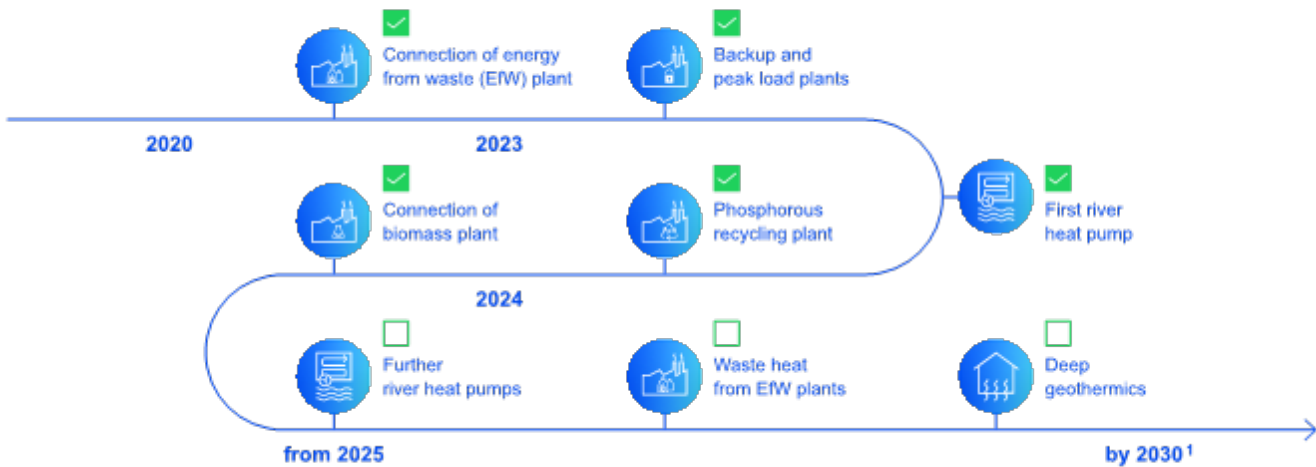 Connection of energy
from waste (EfW) plant
Backup and
peak load plants
2020
2023
First river
heat pump
Connection of
biomass plant
Phosphorous
recycling plant
2024
Further
river heat pumps
Waste heat
from EfW plants
Deep
geothermics
from 2025
by 2030¹